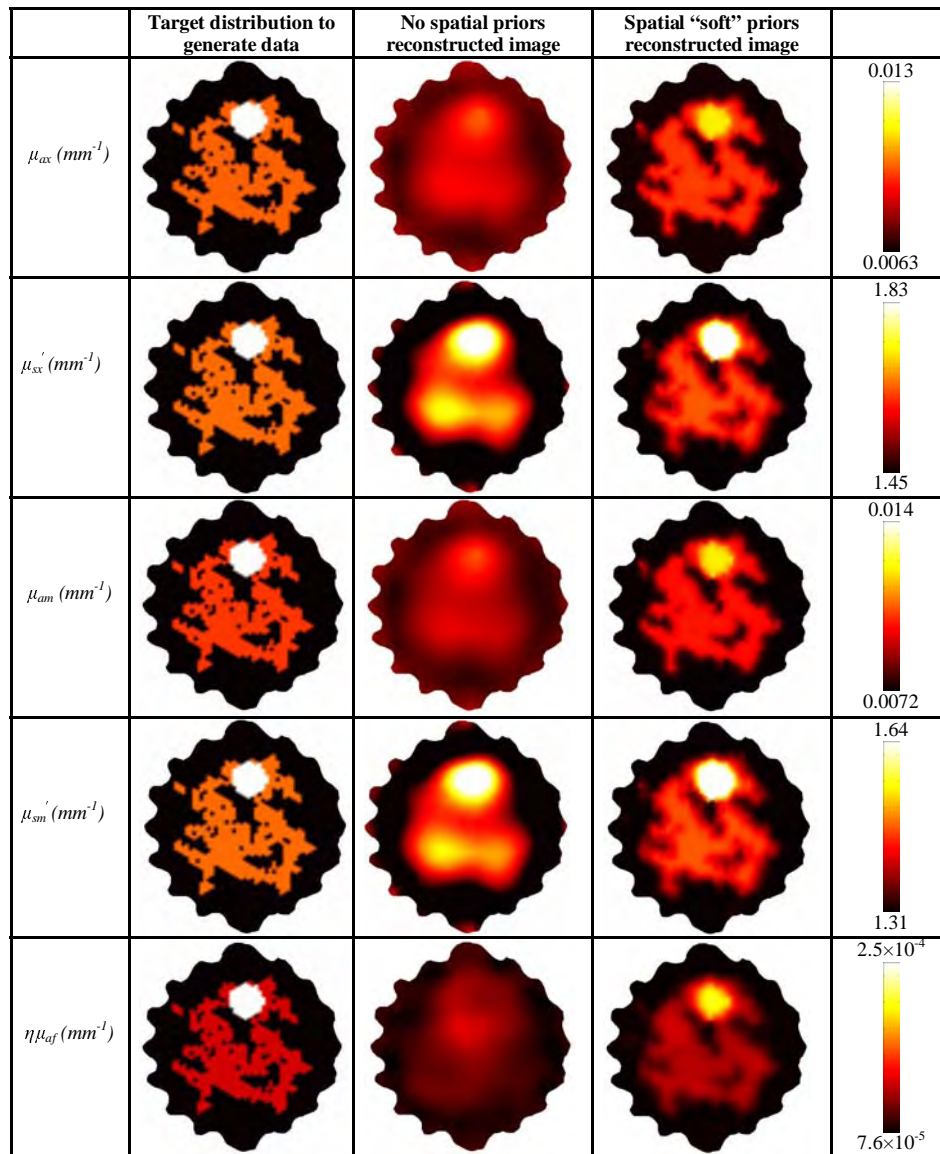 Target distribution to generate data
No spatial priors reconstructed image
Spatial “soft” priors reconstructed image
μax (mm-1)
0.013
0.0063
μsx′ (mm-1)
1.83
1.45
μam (mm-1)
0.014
0.0072
μsm′ (mm-1)
1.64
1.31
ημaf (mm-1)
2.5×10-4
7.6×10-5